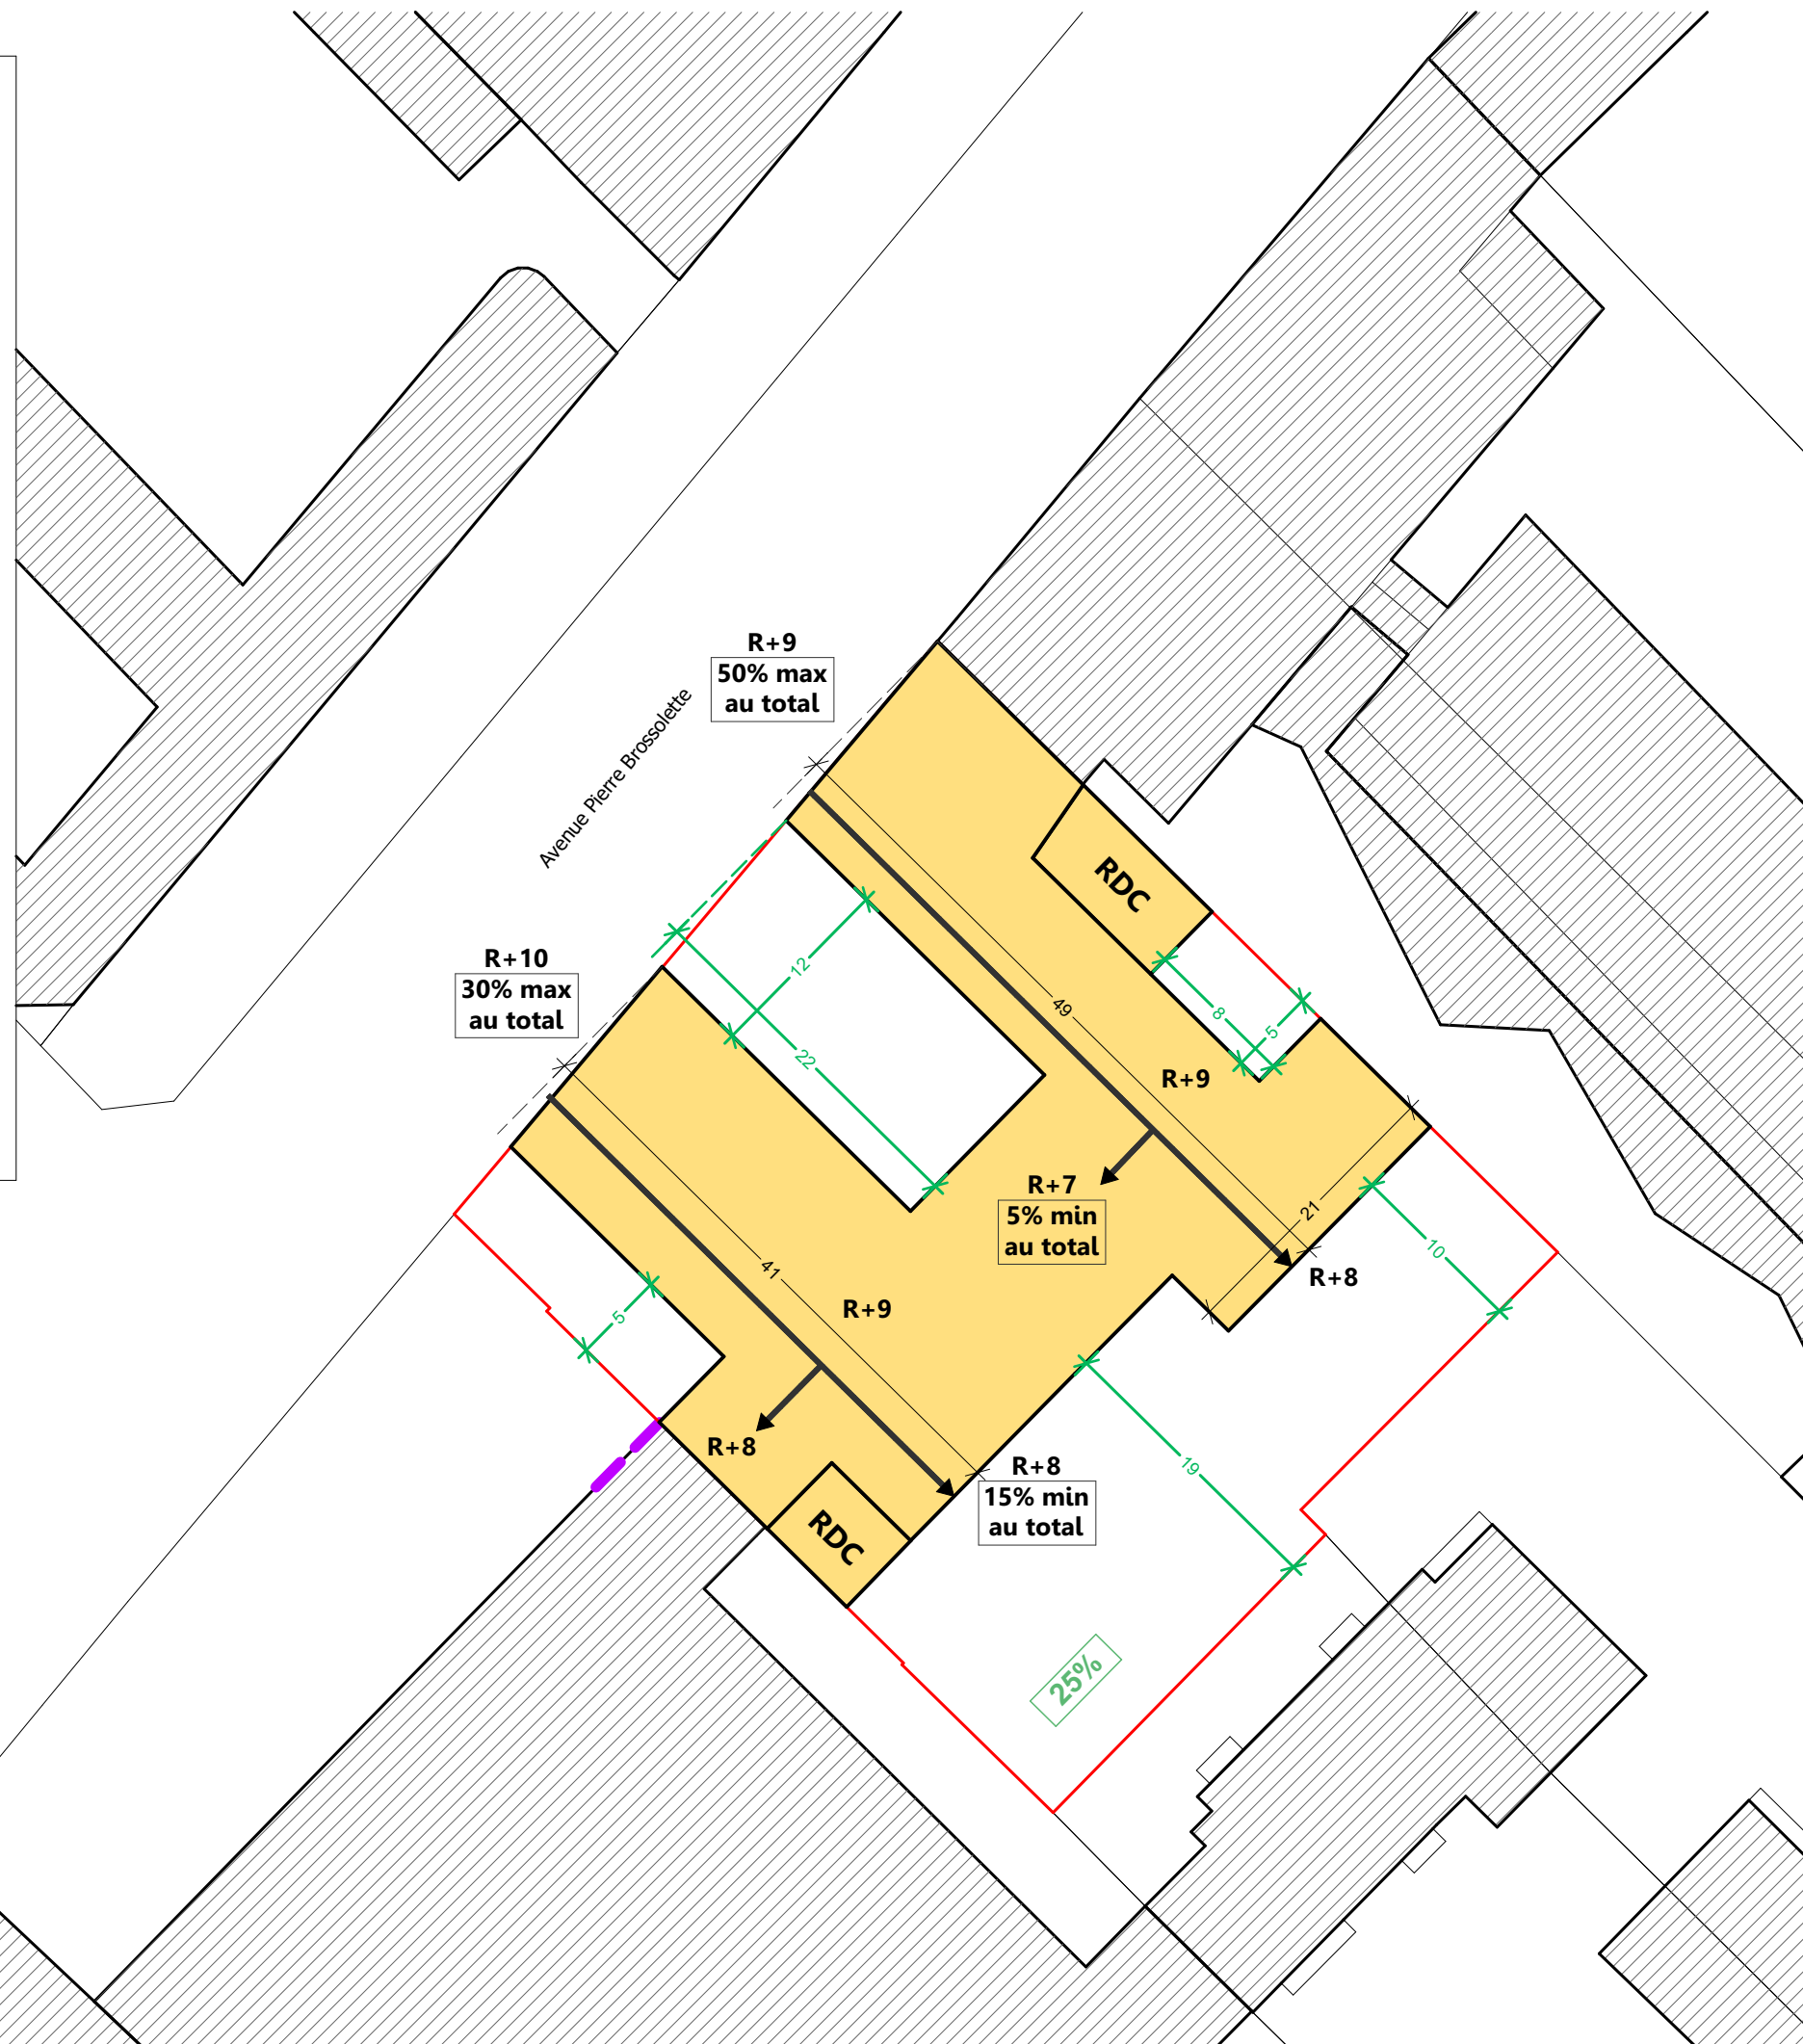 R+9
50% max
au total
Avenue Pierre Brossolette
RDC
R+10
30% max
au total
12
49
8
5
22
R+9
R+7
5% min
au total
21
10
R+8
41
R+9
5
R+8
R+8
15% min
au total
19
RDC
25%